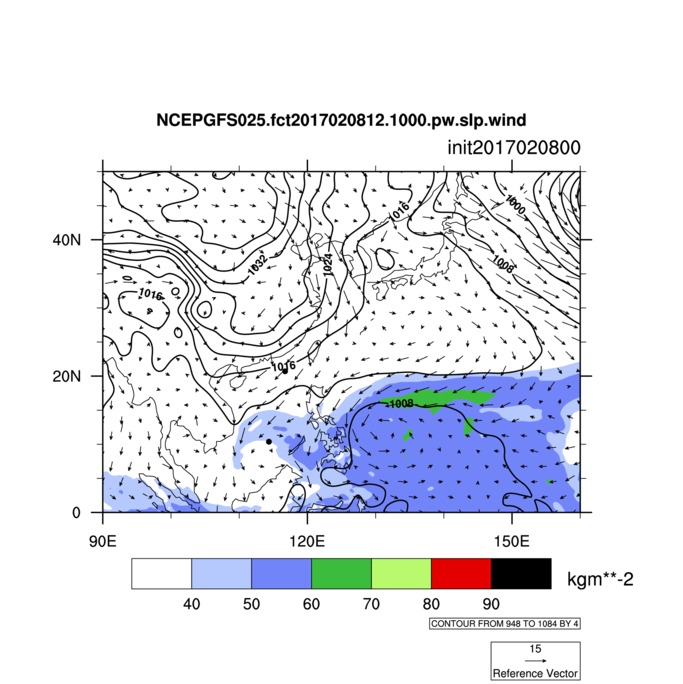 NCEPGFS025.fct2017020812.1000.pw.slp.wind
init2017020800
1016
1000
40N
1032
1024
1008
1016
1016
20N
1008
0
90E 120E 150E
kgm**-2
40 50 60 70 80 90
CONTOUR FROM 948 TO 1084 BY 4
15
Reference Vector